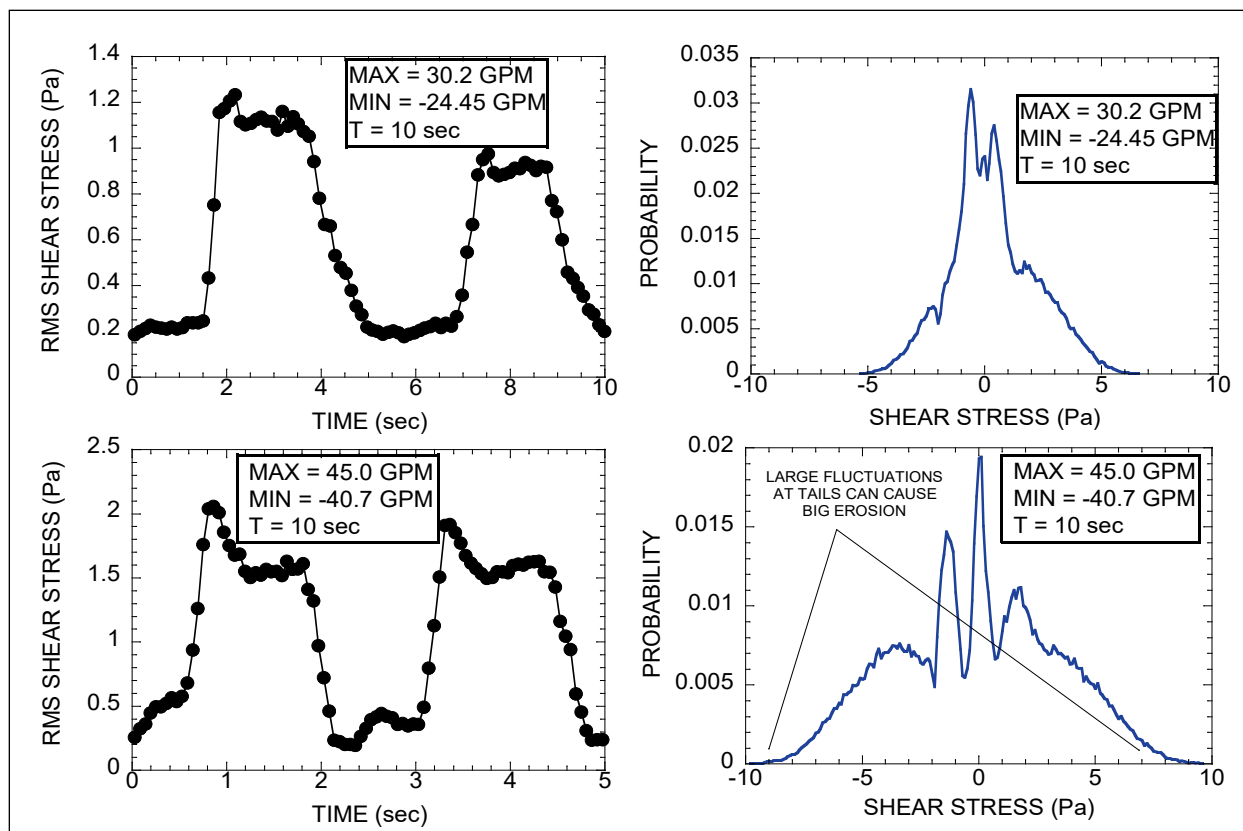 RMS SHEAR STRESS (Pa)
1.4
1.2
1
0.8
0.6
0.4
0.2
0
MAX = 30.2 GPM
MIN = -24.45 GPM
T = 10 sec
0 2 4 6 8 10
TIME (sec)
PROBABILITY
0.035
0.03
0.025
0.02
0.015
0.01
0.005
0
MAX = 30.2 GPM
MIN = -24.45 GPM
T = 10 sec
-10 -5 0 5 10
SHEAR STRESS (Pa)
RMS SHEAR STRESS (Pa)
2.5
2
1.5
1
0.5
0
MAX = 45.0 GPM
MIN = -40.7 GPM
T = 10 sec
0 1 2 3 4 5
TIME (sec)
PROBABILITY
0.02
0.015
0.01
0.005
0
LARGE FLUCTUATIONS
AT TAILS CAN CAUSE
BIG EROSION
MAX = 45.0 GPM
MIN = -40.7 GPM
T = 10 sec
-10 -5 0 5 10
SHEAR STRESS (Pa)